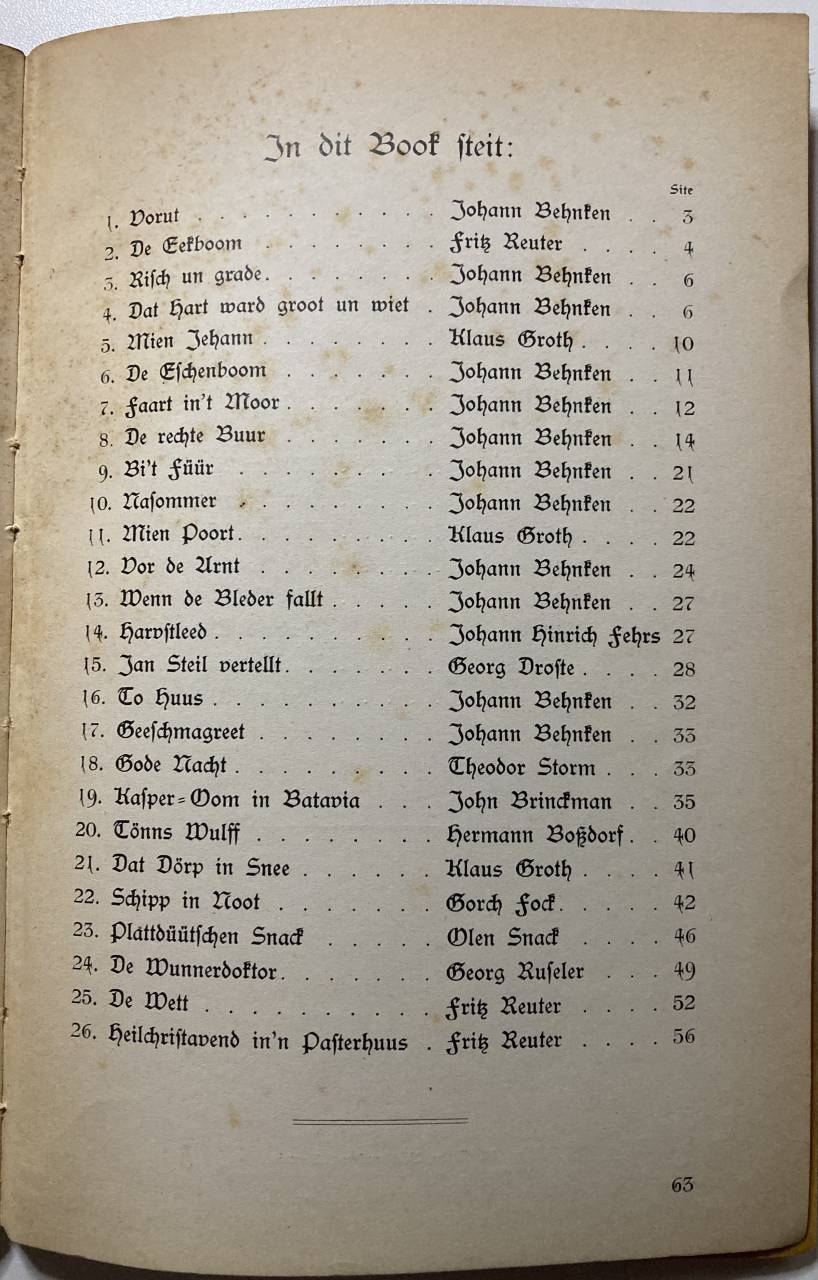 In dit Book steit:
Site
1. Vorut . . . . . . . . . . . Johann Behnken . . 3
2. De Eekboom . . . . . . . . Fritz Reuter . . . . 4
3. Risch un grade. . . . . . . . Johann Behnken . . 6
4. Dat Hart ward groot un wiet . Johann Behnken . . 6
5. Mien Jehann . . . . . . . . Klaus Groth . . . . 10
6. De Eschenboom . . . . . . . Johann Behnken . . 11
7. Faart in't Moor . . . . . . . Johann Behnken . . 12
8. De rechte Buur . . . . . . . Johann Behnken . . 14
9. Bi't Füür . . . . . . . . . Johann Behnken . . 21
10. Nasommer . . . . . . . . . Johann Behnken . . 22
11. Mien Poort. . . . . . . . . Klaus Groth . . . . 22
12. Vor de Arnt . . . . . . . . Johann Behnken . . 24
13. Wenn de Bleder fallt . . . . . Johann Behnken . . 27
14. Harvstleed . . . . . . . . . Johann Hinrich Fehrs 27
15. Jan Steil vertellt. . . . . . . Georg Droste . . . . 28
16. To Huus . . . . . . . . . . Johann Behnken . . 32
17. Geeschmagreet . . . . . . . . Johann Behnken . . 33
18. Gode Nacht . . . . . . . . . Theodor Storm . . . 33
19. Kasper-Oom in Batavia . . . John Brinckman . . 35
20. Tönns Wulff . . . . . . . . Hermann Boßdorf . . 40
21. Dat Dörp in Snee . . . . . . Klaus Groth . . . . 41
22. Schipp in Noot . . . . . . . Gorch Fock. . . . . 42
23. Plattdüütschen Snack . . . . . Olen Snack . . . . 46
24. De Wunnerdoktor. . . . . . . Georg Ruseler . . . 49
25. De Wett . . . . . . . . . . Fritz Reuter . . . . 52
26. Heilchristavend in'n Pasterhuus . Fritz Reuter . . . . 56
63